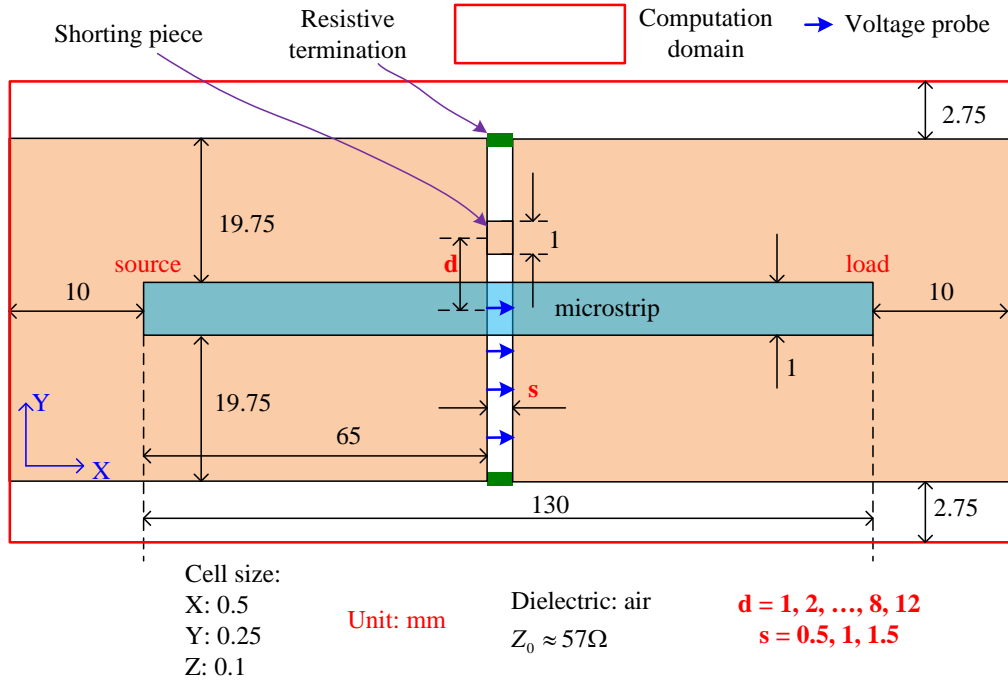 Shorting piece
Resistive
termination
Computation
domain
Voltage probe
2.75
19.75
1
source
d
load
10
microstrip
10
19.75
s
1
Y
X
65
130
2.75
Cell size:
X: 0.5
Y: 0.25
Z: 0.1
Unit: mm
Dielectric: air
Z₀ ≈ 57Ω
d = 1, 2, …, 8, 12
s = 0.5, 1, 1.5